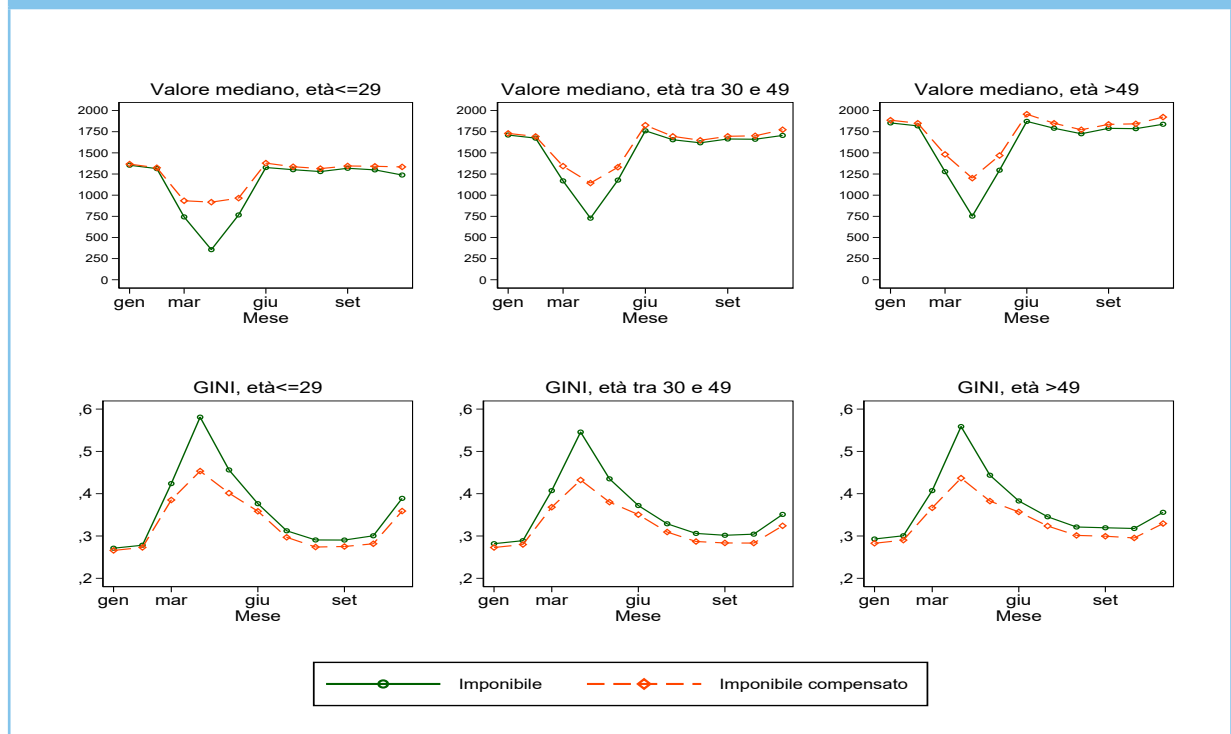 Valore mediano, età<=29
2000
1750
1500
1250
1000
750
500
250
0
gen mar giu set
Mese
Valore mediano, età tra 30 e 49
2000
1750
1500
1250
1000
750
500
250
0
gen mar giu set
Mese
Valore mediano, età >49
2000
1750
1500
1250
1000
750
500
250
0
gen mar giu set
Mese
GINI, età<=29
,6
,5
,4
,3
,2
gen mar giu set
Mese
GINI, età tra 30 e 49
,6
,5
,4
,3
,2
gen mar giu set
Mese
GINI, età >49
,6
,5
,4
,3
,2
gen mar giu set
Mese
Imponibile Imponibile compensato